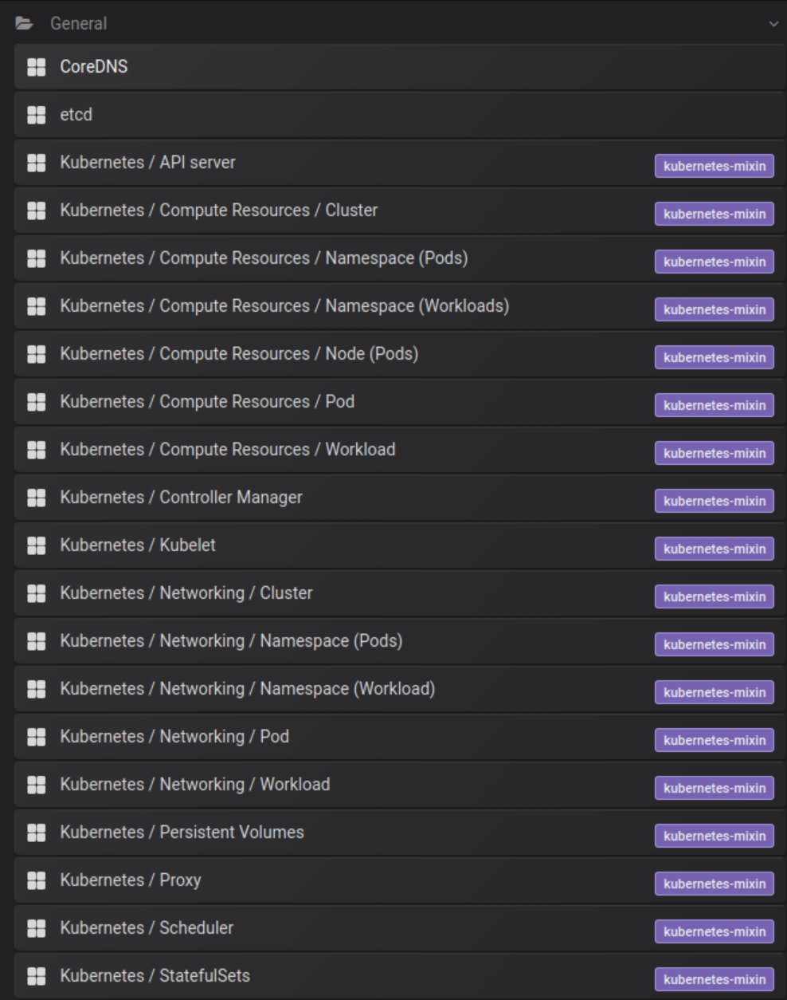 General
CoreDNS
etcd
Kubernetes / API server kubernetes-mixin
Kubernetes / Compute Resources / Cluster kubernetes-mixin
Kubernetes / Compute Resources / Namespace (Pods) kubernetes-mixin
Kubernetes / Compute Resources / Namespace (Workloads) kubernetes-mixin
Kubernetes / Compute Resources / Node (Pods) kubernetes-mixin
Kubernetes / Compute Resources / Pod kubernetes-mixin
Kubernetes / Compute Resources / Workload kubernetes-mixin
Kubernetes / Controller Manager kubernetes-mixin
Kubernetes / Kubelet kubernetes-mixin
Kubernetes / Networking / Cluster kubernetes-mixin
Kubernetes / Networking / Namespace (Pods) kubernetes-mixin
Kubernetes / Networking / Namespace (Workload) kubernetes-mixin
Kubernetes / Networking / Pod kubernetes-mixin
Kubernetes / Networking / Workload kubernetes-mixin
Kubernetes / Persistent Volumes kubernetes-mixin
Kubernetes / Proxy kubernetes-mixin
Kubernetes / Scheduler kubernetes-mixin
Kubernetes / StatefulSets kubernetes-mixin